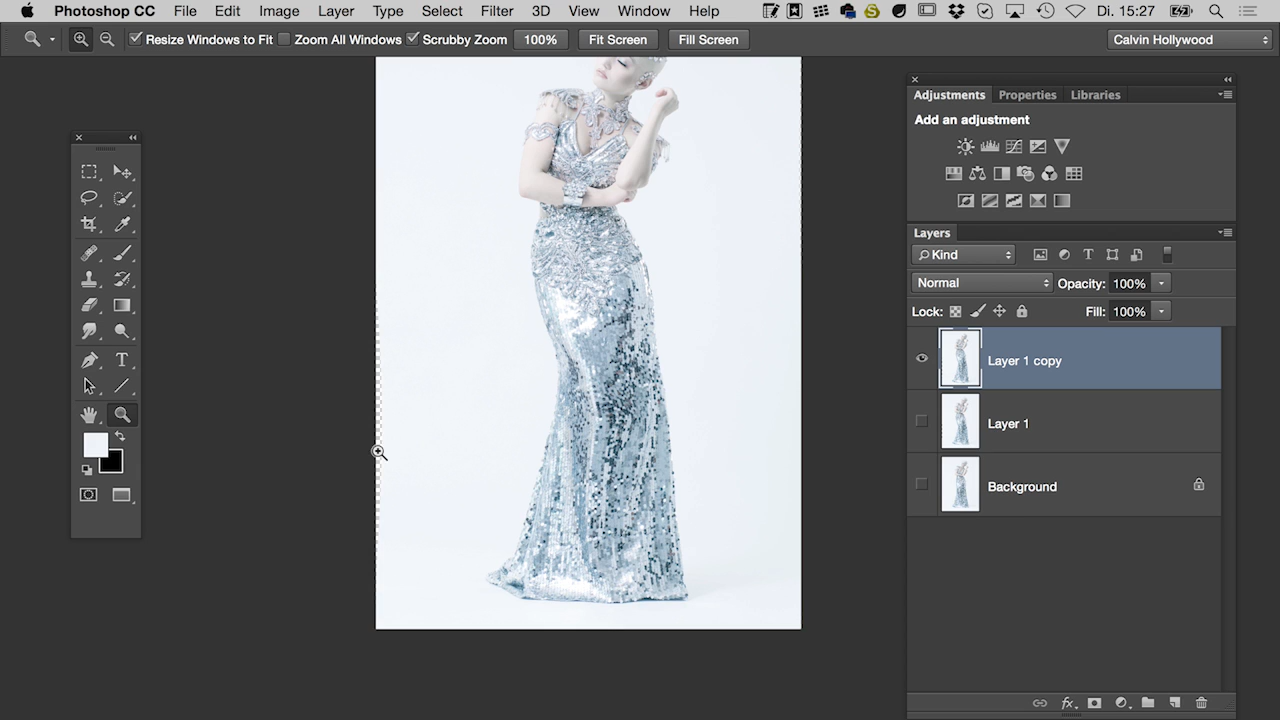 Photoshop CC File Edit Image Layer Type Select Filter 3D View Window Help Di. 15:27
Resize Windows to Fit Zoom All Windows Scrubby Zoom 100% Fit Screen Fill Screen Calvin Hollywood
Adjustments Properties Libraries
Add an adjustment
Layers
Kind
Normal Opacity: 100%
Lock: Fill: 100%
Layer 1 copy
Layer 1
Background